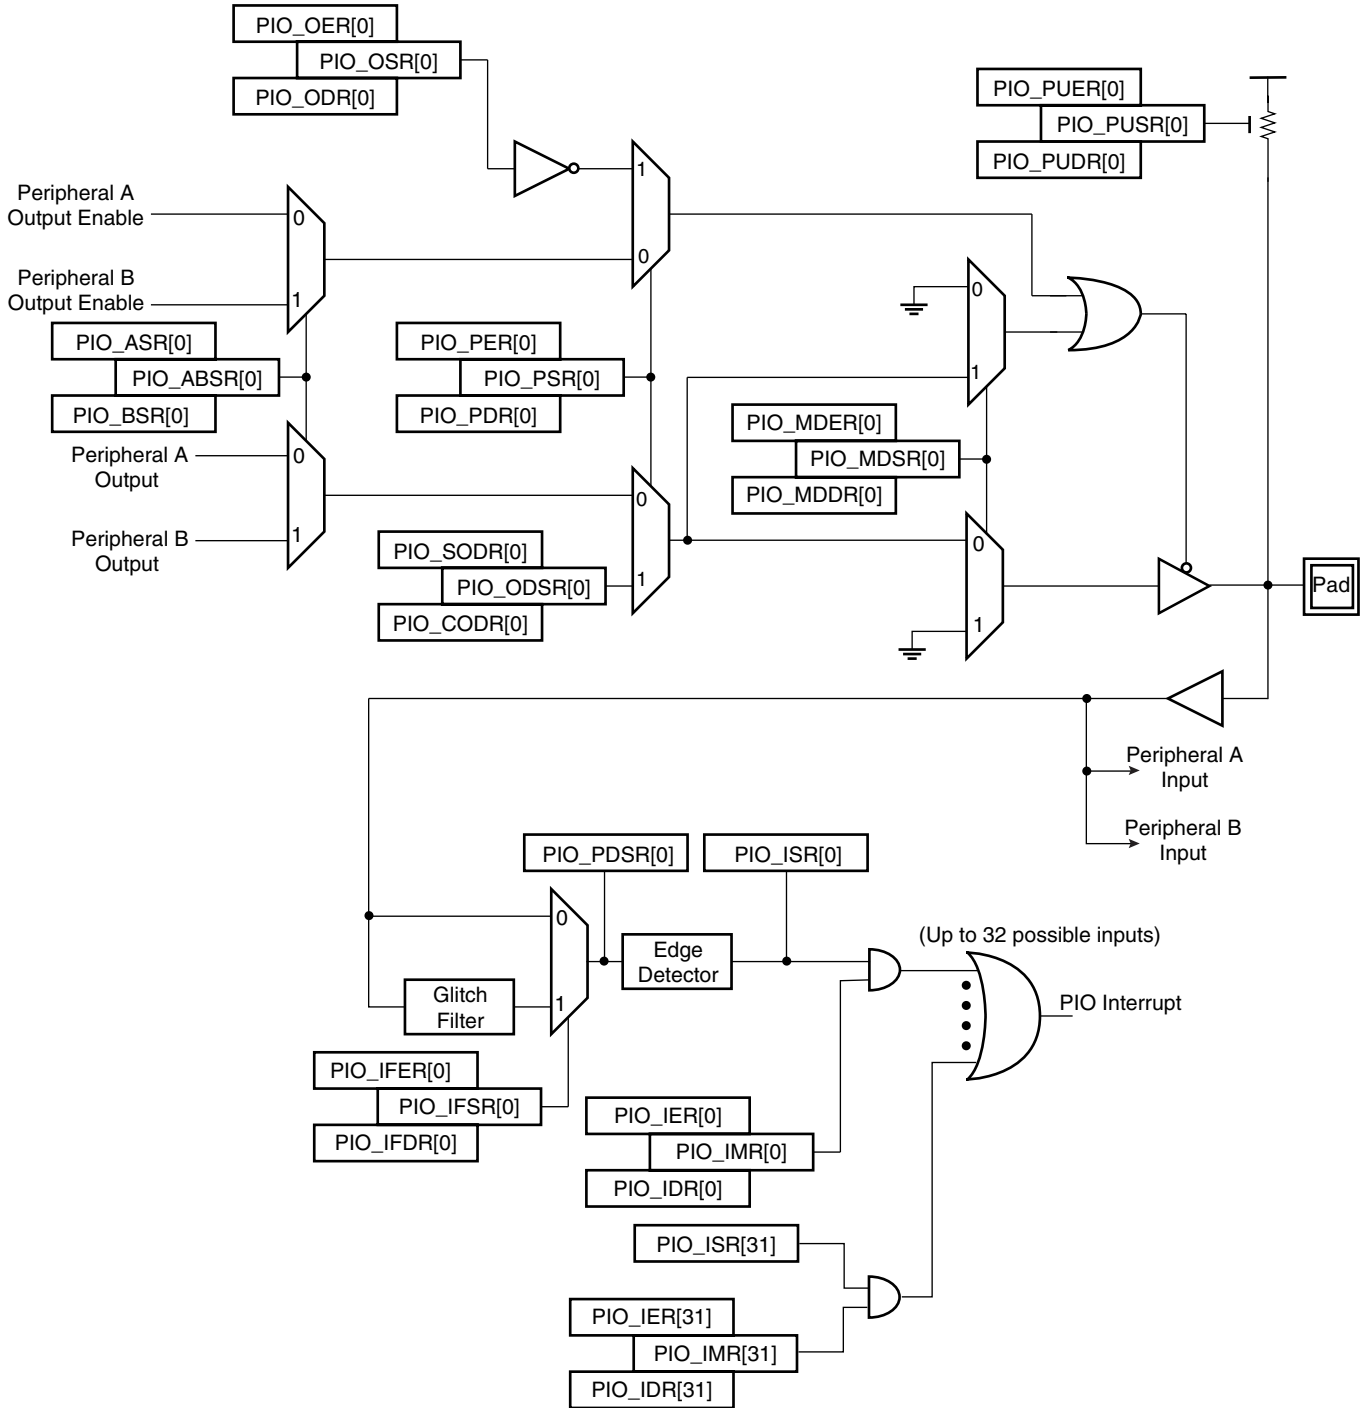 PIO_OER[0]
PIO_OSR[0]
PIO_ODR[0]
PIO_PUER[0]
PIO_PUSR[0]
PIO_PUDR[0]
1
0
Peripheral A
Output Enable
0
Peripheral B
Output Enable
1
PIO_ASR[0]
PIO_ABSR[0]
PIO_BSR[0]
PIO_PER[0]
PIO_PSR[0]
PIO_PDR[0]
0
1
PIO_MDER[0]
PIO_MDSR[0]
PIO_MDDR[0]
Peripheral A
Output
0
Peripheral B
Output
1
0
1
PIO_SODR[0]
PIO_ODSR[0]
PIO_CODR[0]
0
1
Pad
Peripheral A
Input
Peripheral B
Input
PIO_PDSR[0]
PIO_ISR[0]
0
1
Glitch
Filter
Edge
Detector
(Up to 32 possible inputs)
PIO Interrupt
PIO_IFER[0]
PIO_IFSR[0]
PIO_IFDR[0]
PIO_IER[0]
PIO_IMR[0]
PIO_IDR[0]
PIO_ISR[31]
PIO_IER[31]
PIO_IMR[31]
PIO_IDR[31]